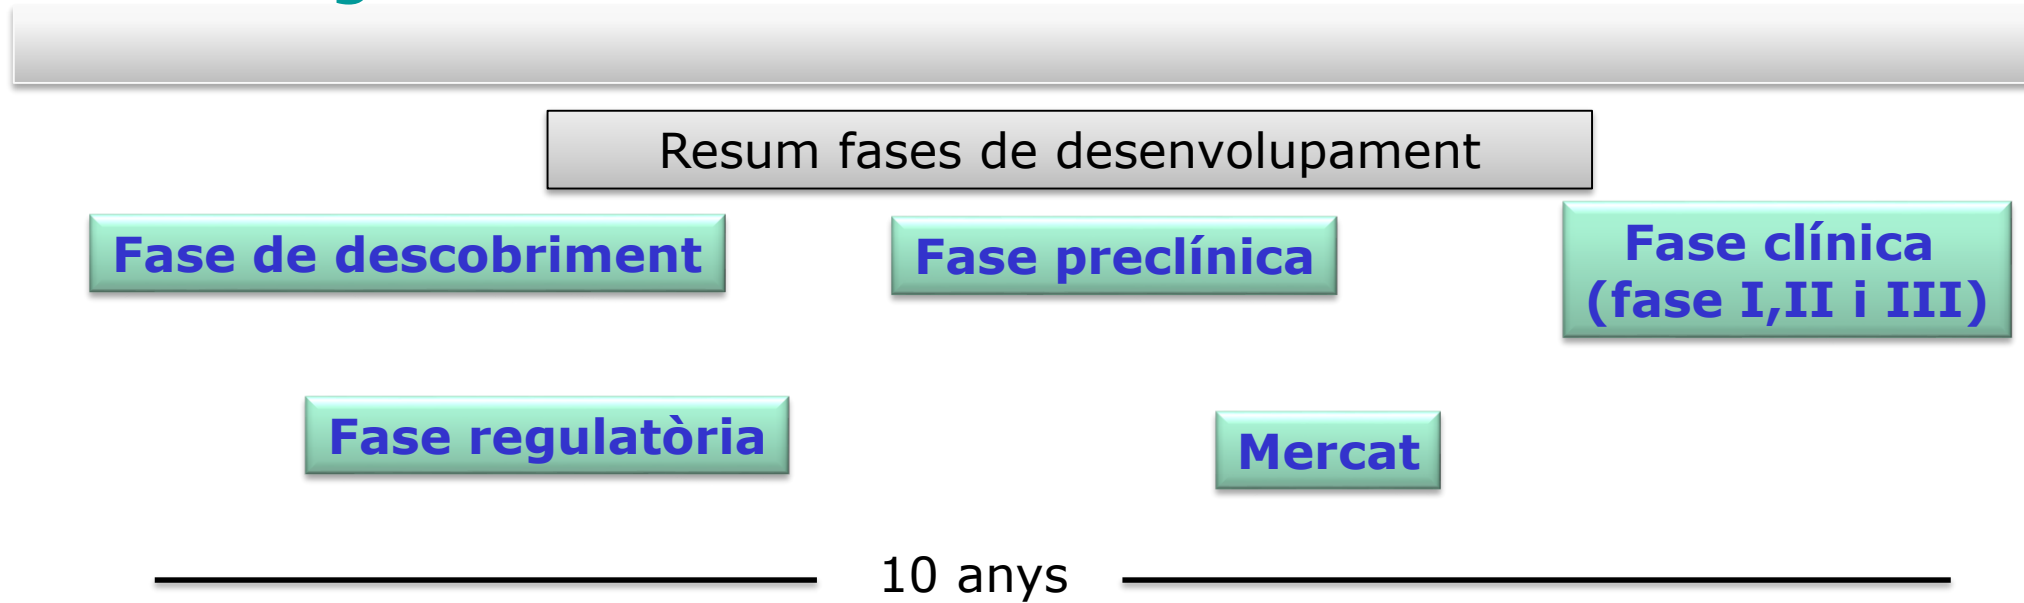 Resum fases de desenvolupament
Fase de descobriment
Fase preclínica
Fase clínica
(fase I,II i III)
Fase regulatòria
Mercat
10 anys